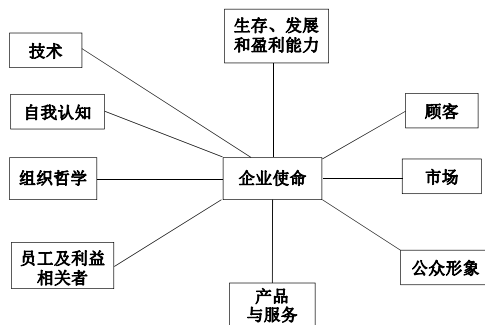 生存、发展
和盈利能力
技术
自我认知
顾客
组织哲学
企业使命
市场
员工及利益
相关者
公众形象
产品
与服务